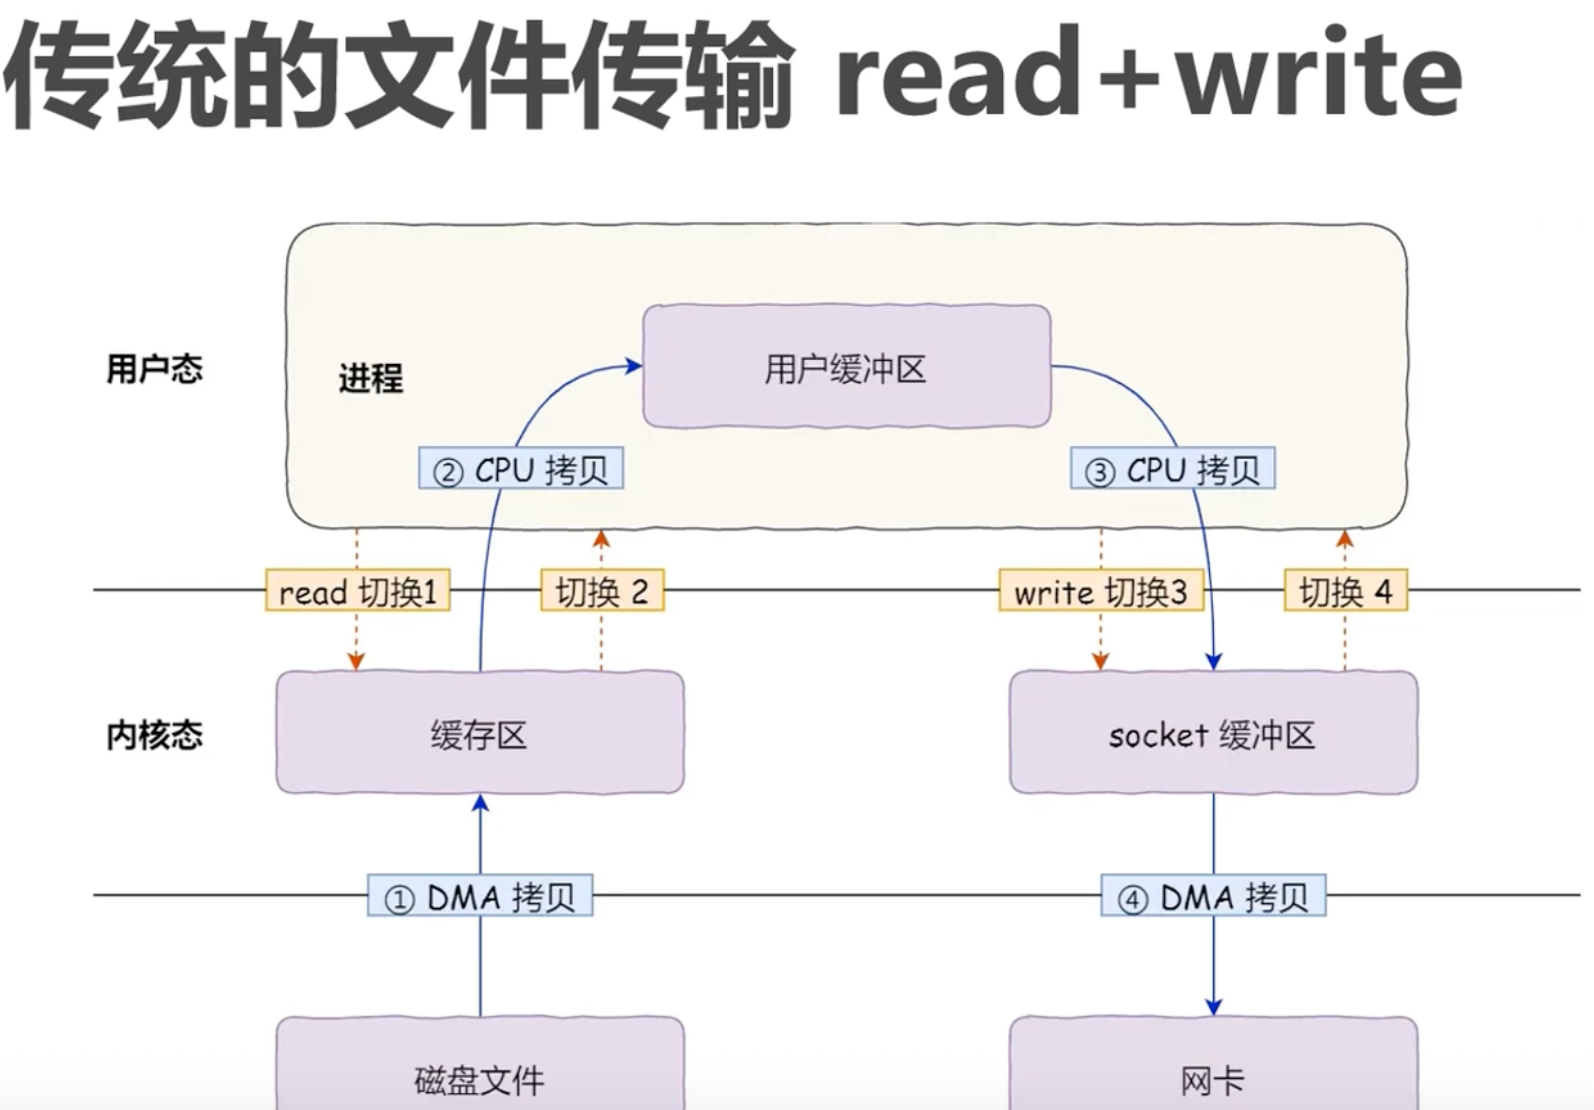 传统的文件传输 read+write
用户态
进程
用户缓冲区
② CPU 拷贝
③ CPU 拷贝
read 切换1
切换 2
write 切换3
切换 4
内核态
缓存区
socket 缓冲区
① DMA 拷贝
④ DMA 拷贝
磁盘文件
网卡